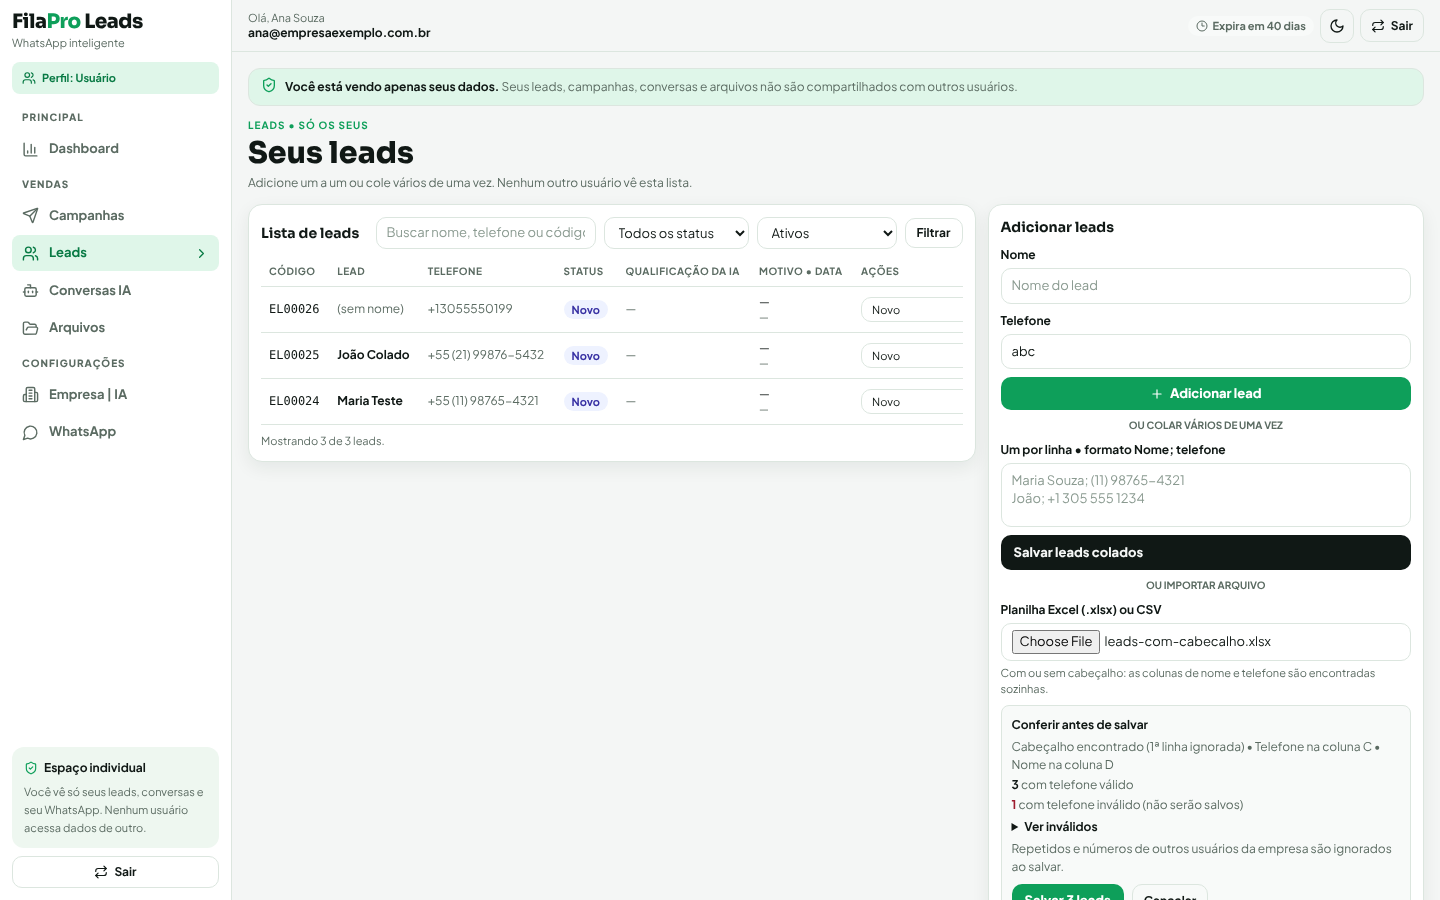 FilaPro Leads
WhatsApp inteligente
Perfil: Usuário
PRINCIPAL
Dashboard
VENDAS
Campanhas
Leads
Conversas IA
Arquivos
CONFIGURAÇÕES
Empresa | IA
WhatsApp
Espaço individual
Você vê só seus leads, conversas e
seu WhatsApp. Nenhum usuário
acessa dados de outro.
Sair
Olá, Ana Souza
ana@empresaexemplo.com.br
Expira em 40 dias
Sair
Você está vendo apenas seus dados. Seus leads, campanhas, conversas e arquivos não são compartilhados com outros usuários.
LEADS • SÓ OS SEUS
Seus leads
Adicione um a um ou cole vários de uma vez. Nenhum outro usuário vê esta lista.
Lista de leads
Buscar nome, telefone ou código
Todos os status
Ativos
Filtrar
CÓDIGO LEAD TELEFONE STATUS QUALIFICAÇÃO DA IA MOTIVO • DATA AÇÕES
EL00026 (sem nome) +13055550199 Novo — — Novo
—
EL00025 João Colado +55 (21) 99876-5432 Novo — — Novo
—
EL00024 Maria Teste +55 (11) 98765-4321 Novo — — Novo
—
Mostrando 3 de 3 leads.
Adicionar leads
Nome
Nome do lead
Telefone
abc
+ Adicionar lead
OU COLAR VÁRIOS DE UMA VEZ
Um por linha • formato Nome; telefone
Maria Souza; (11) 98765-4321
João; +1 305 555 1234
Salvar leads colados
OU IMPORTAR ARQUIVO
Planilha Excel (.xlsx) ou CSV
Choose File leads-com-cabecalho.xlsx
Com ou sem cabeçalho: as colunas de nome e telefone são encontradas
sozinhas.
Conferir antes de salvar
Cabeçalho encontrado (1ª linha ignorada) • Telefone na coluna C •
Nome na coluna D
3 com telefone válido
1 com telefone inválido (não serão salvos)
Ver inválidos
Repetidos e números de outros usuários da empresa são ignorados
ao salvar.
Salvar 3 leads
Cancelar